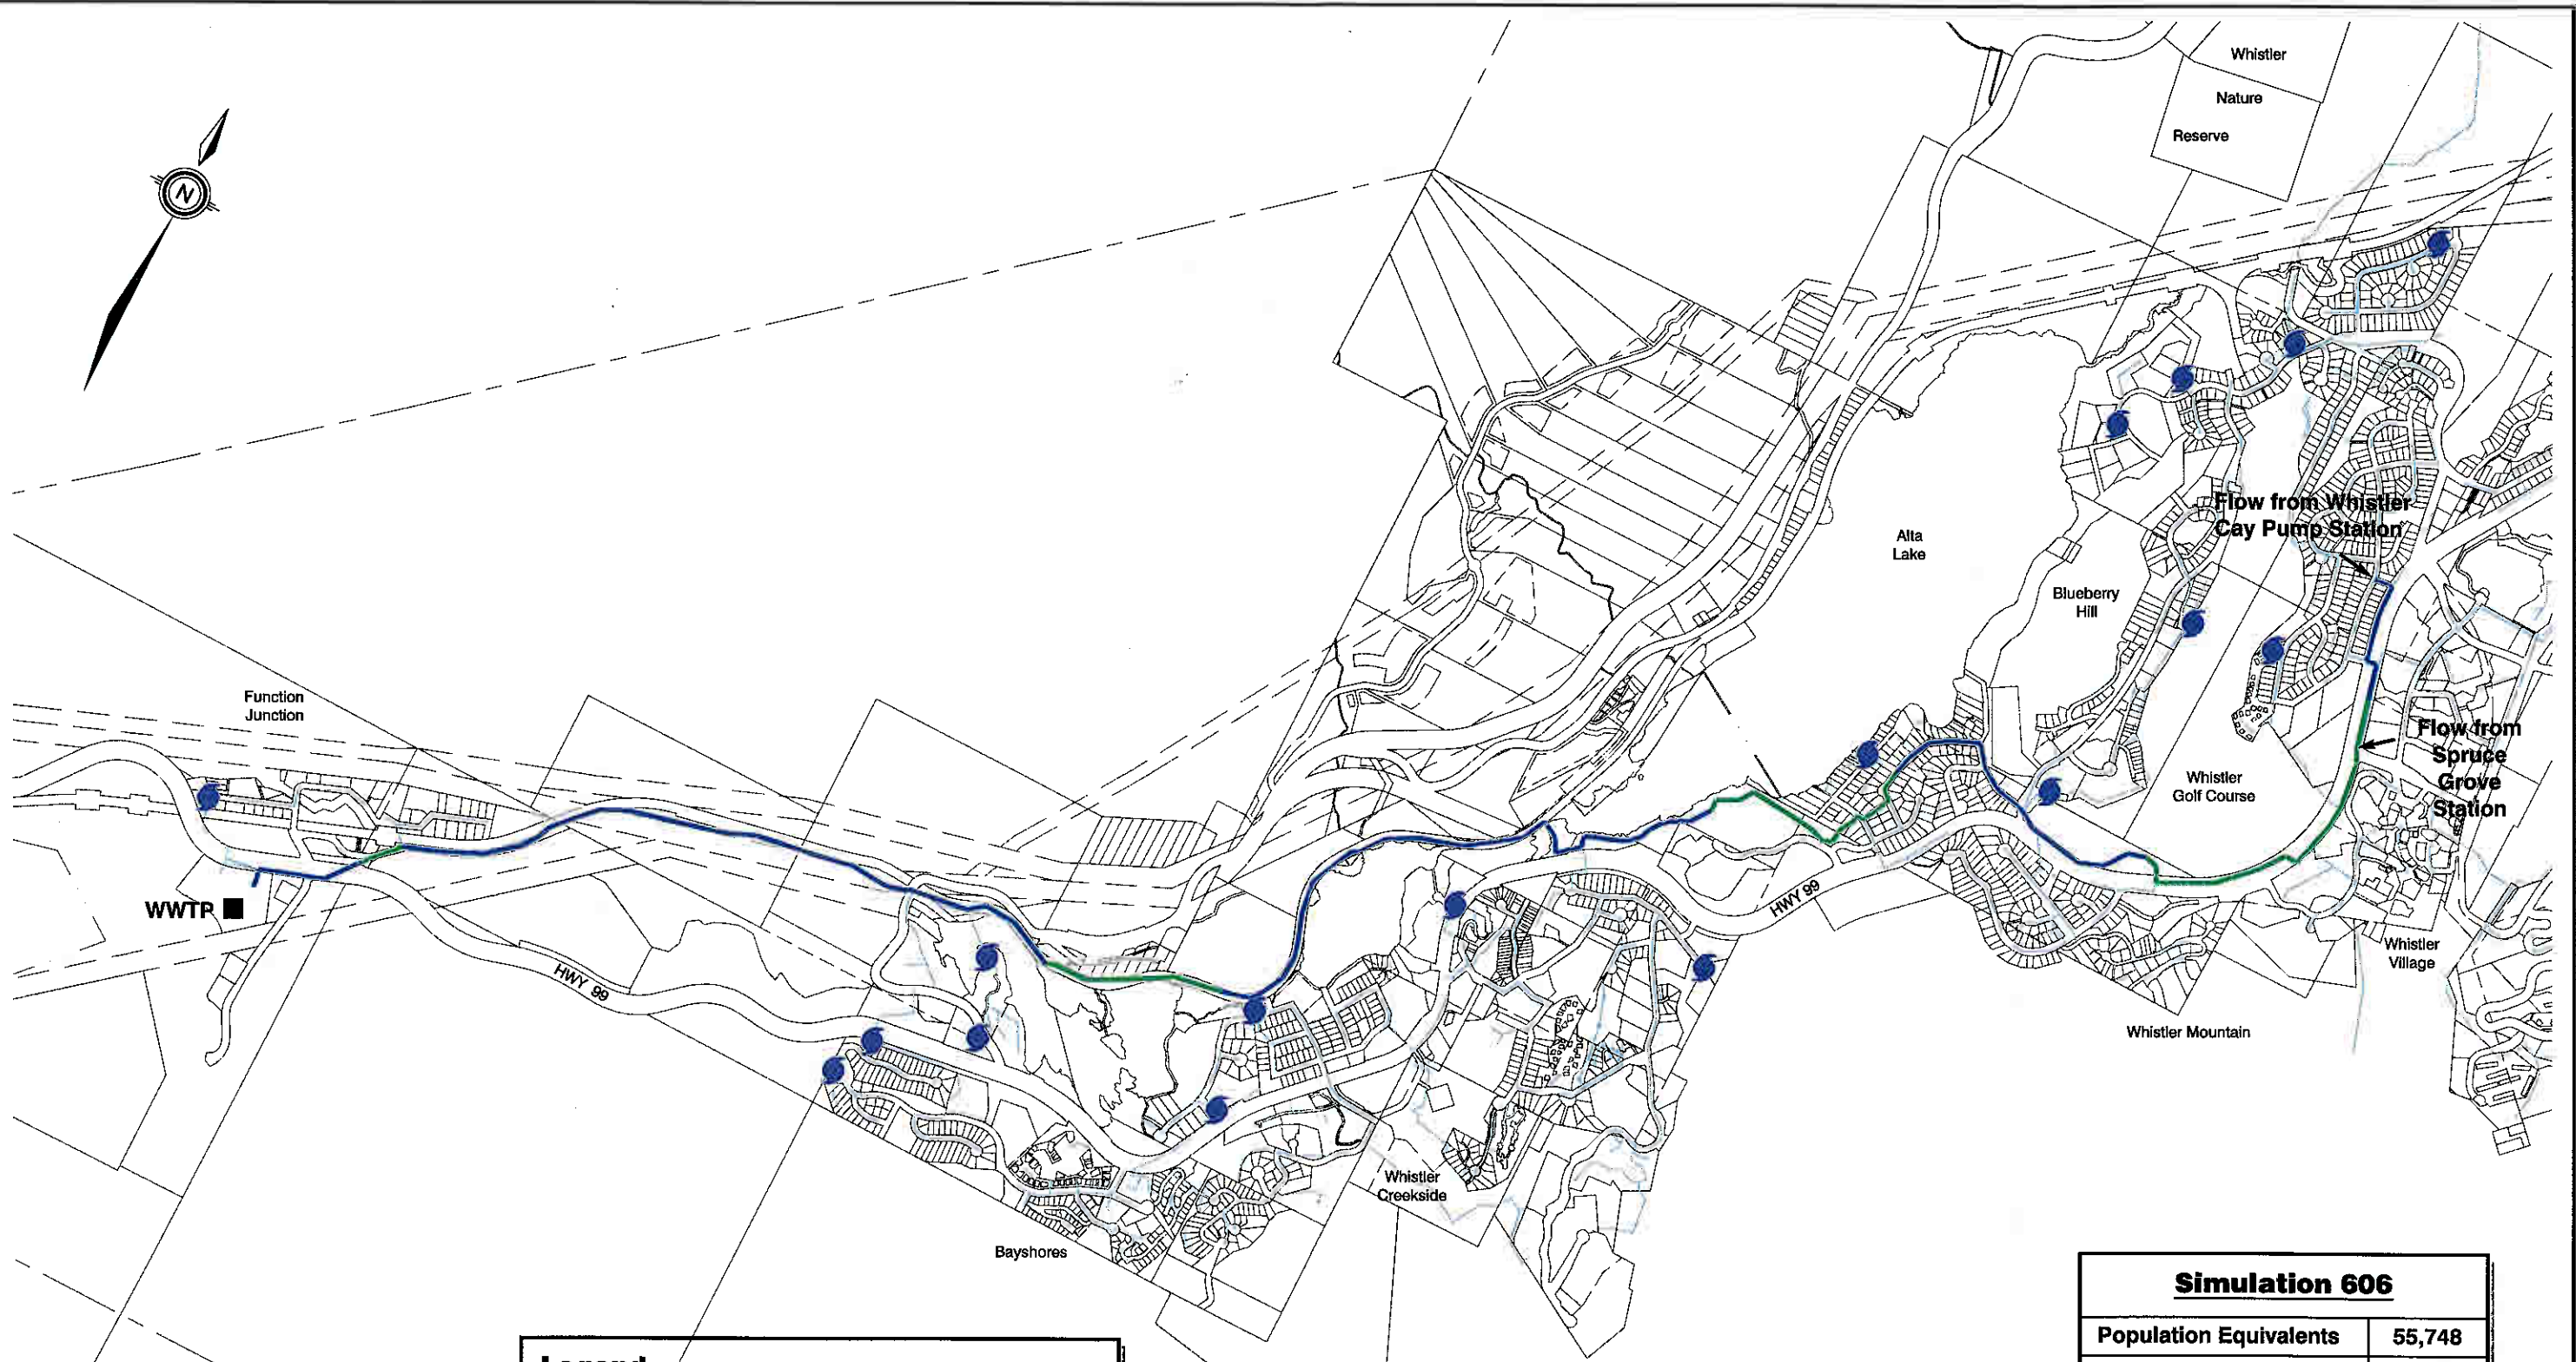 Whistler
Nature
Reserve
N
Flow from Whistler
Cay Pump Station
Alta
Lake
Blueberry
Hill
Function
Junction
Flow from
Spruce
Grove
Station
Whistler
Golf Course
WWTP
HWY 99
HWY 99
Whistler
Village
Whistler Mountain
Whistler
Creekside
Bayshores
Simulation 606
Population Equivalents 55,748